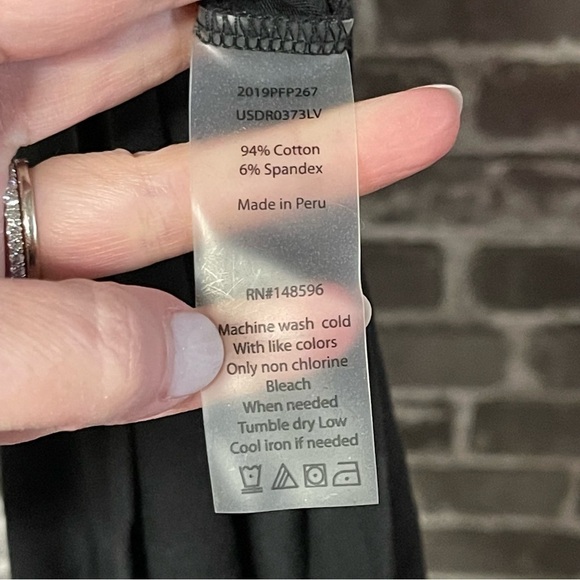 2019PFP267
USDR0373LV
94% Cotton
6% Spandex
Made in Peru
RN#148596
Machine wash cold
With like colors
Only non chlorine
Bleach
When needed
Tumble dry Low
Cool iron if needed